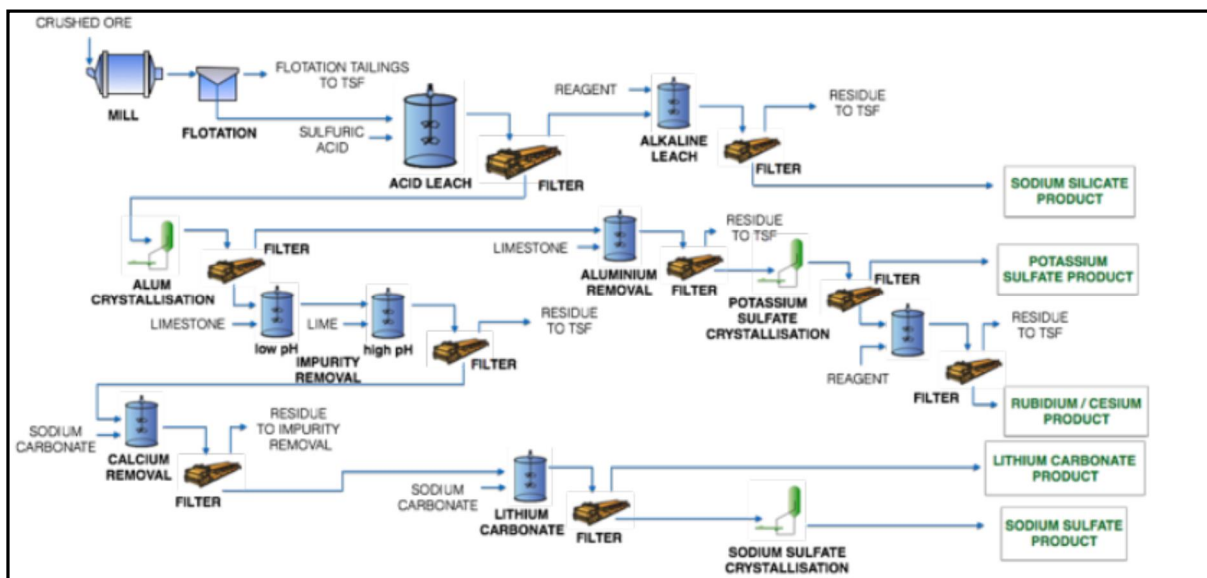 CRUSHED ORE
MILL
FLOTATION
FLOTATION TAILINGS
TO TSF
SULFURIC
ACID
ACID LEACH
FILTER
REAGENT
ALKALINE
LEACH
FILTER
RESIDUE
TO TSF
SODIUM SILICATE
PRODUCT
ALUM
CRYSTALLISATION
FILTER
LIMESTONE
low pH
LIME
high pH
IMPURITY
REMOVAL
FILTER
RESIDUE
TO TSF
LIMESTONE
ALUMINIUM
REMOVAL
FILTER
RESIDUE
TO TSF
POTASSIUM
SULFATE
CRYSTALLISATION
FILTER
POTASSIUM
SULFATE PRODUCT
REAGENT
FILTER
RESIDUE
TO TSF
RUBIDIUM / CESIUM
PRODUCT
SODIUM
CARBONATE
CALCIUM
REMOVAL
FILTER
RESIDUE
TO IMPURITY
REMOVAL
SODIUM
CARBONATE
LITHIUM
CARBONATE
FILTER
LITHIUM CARBONATE
PRODUCT
SODIUM SULFATE
CRYSTALLISATION
SODIUM SULFATE
PRODUCT